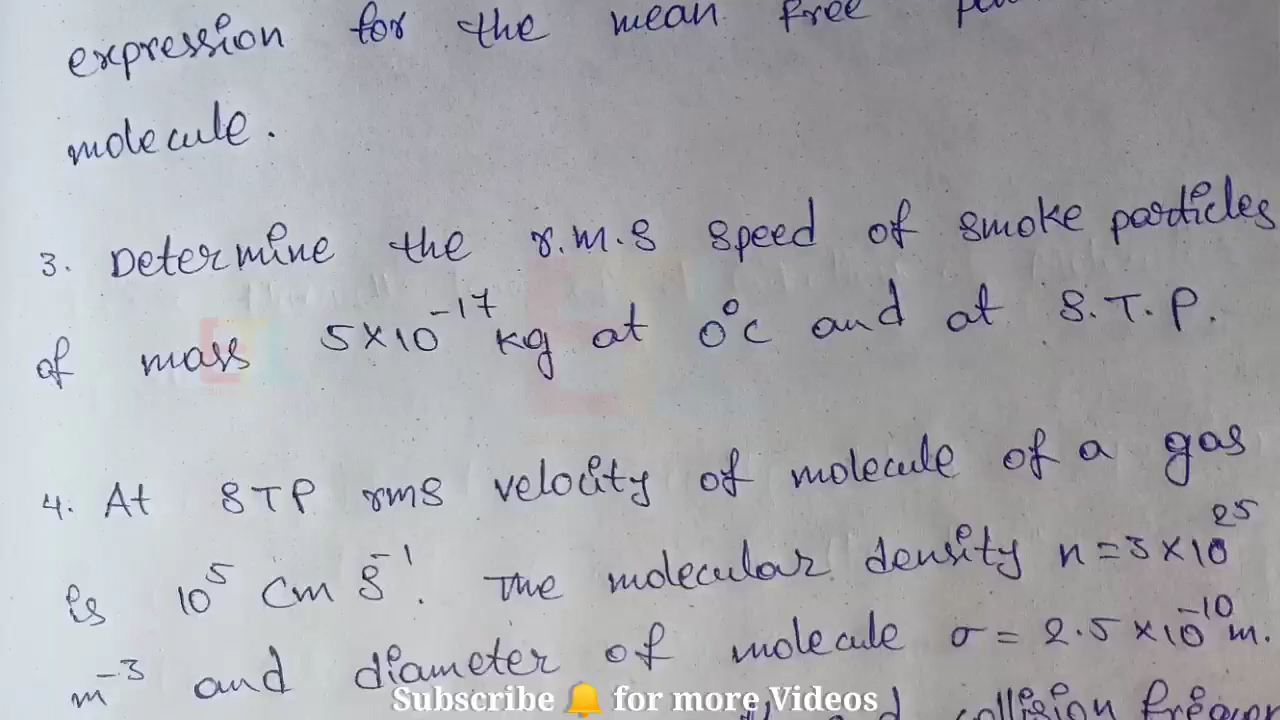 expression for the mean free
molecule.
3. Determine the r.m.s speed of smoke particles
of mass 5×10⁻¹⁷ kg at 0°C and at S.T.P.
4. At STP rms velocity of molecule of a gas
is 10⁵ cm s⁻¹. The molecular density n = 3×10²⁵
m⁻³ and diameter of molecule σ = 2.5×10⁻¹⁰m.
collision
Subscribe 🔔 for more Videos